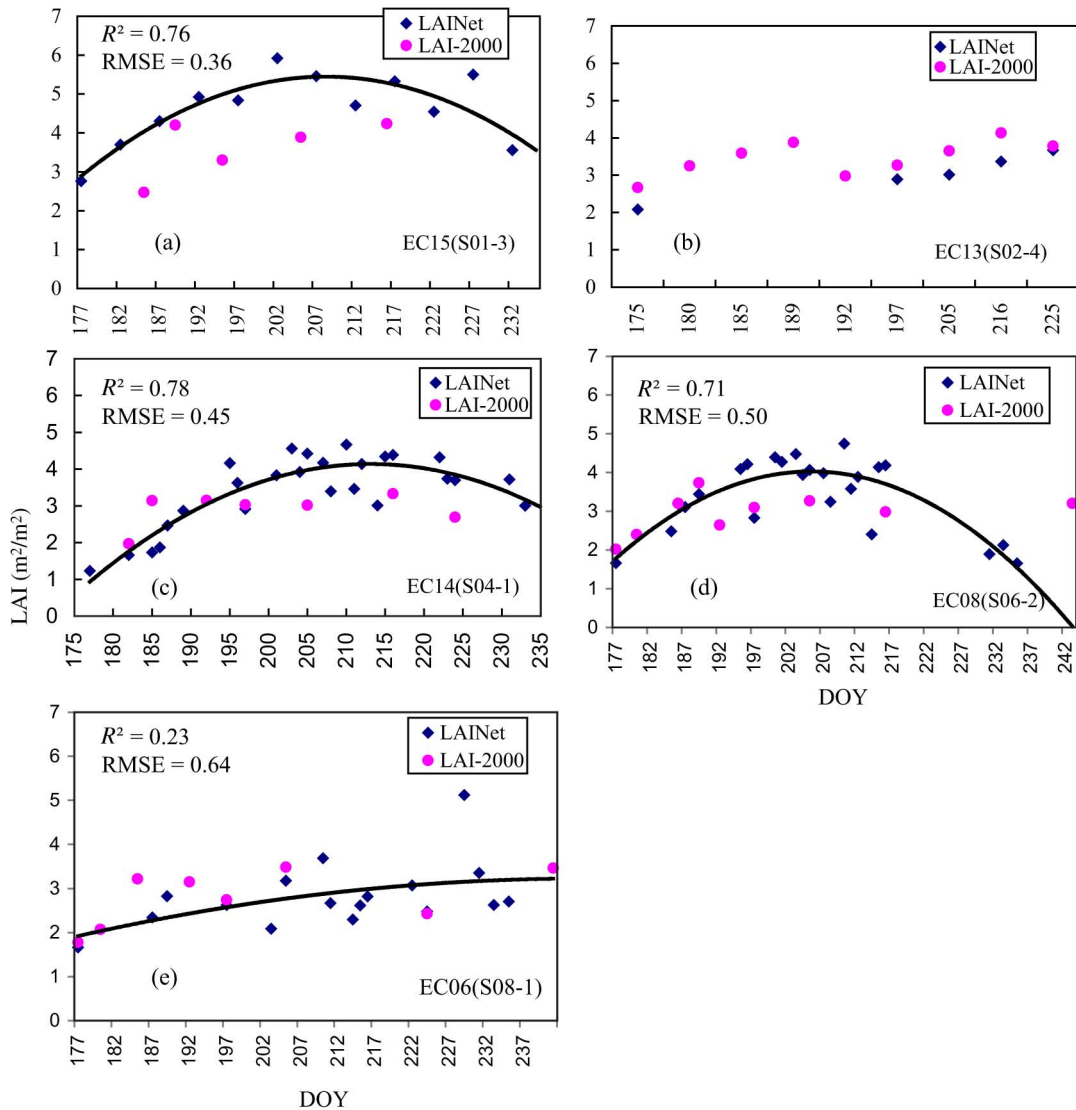 7
6
5
4
3
2
1
0
R² = 0.76
RMSE = 0.36
LAINet
LAI-2000
(a)
EC15(S01-3)
177 182 187 192 197 202 207 212 217 222 227 232
7
6
5
4
3
2
1
0
LAINet
LAI-2000
(b)
EC13(S02-4)
175 180 185 189 192 197 205 216 225
LAI (m²/m²)
7
6
5
4
3
2
1
0
R² = 0.78
RMSE = 0.45
LAINet
LAI-2000
(c)
EC14(S04-1)
175 180 185 190 195 200 205 210 215 220 225 230 235
7
6
5
4
3
2
1
0
R² = 0.71
RMSE = 0.50
LAINet
LAI-2000
(d)
EC08(S06-2)
177 182 187 192 197 202 207 212 217 222 227 232 237 242
DOY
7
6
5
4
3
2
1
0
R² = 0.23
RMSE = 0.64
LAINet
LAI-2000
(e)
EC06(S08-1)
177 182 187 192 197 202 207 212 217 222 227 232 237
DOY